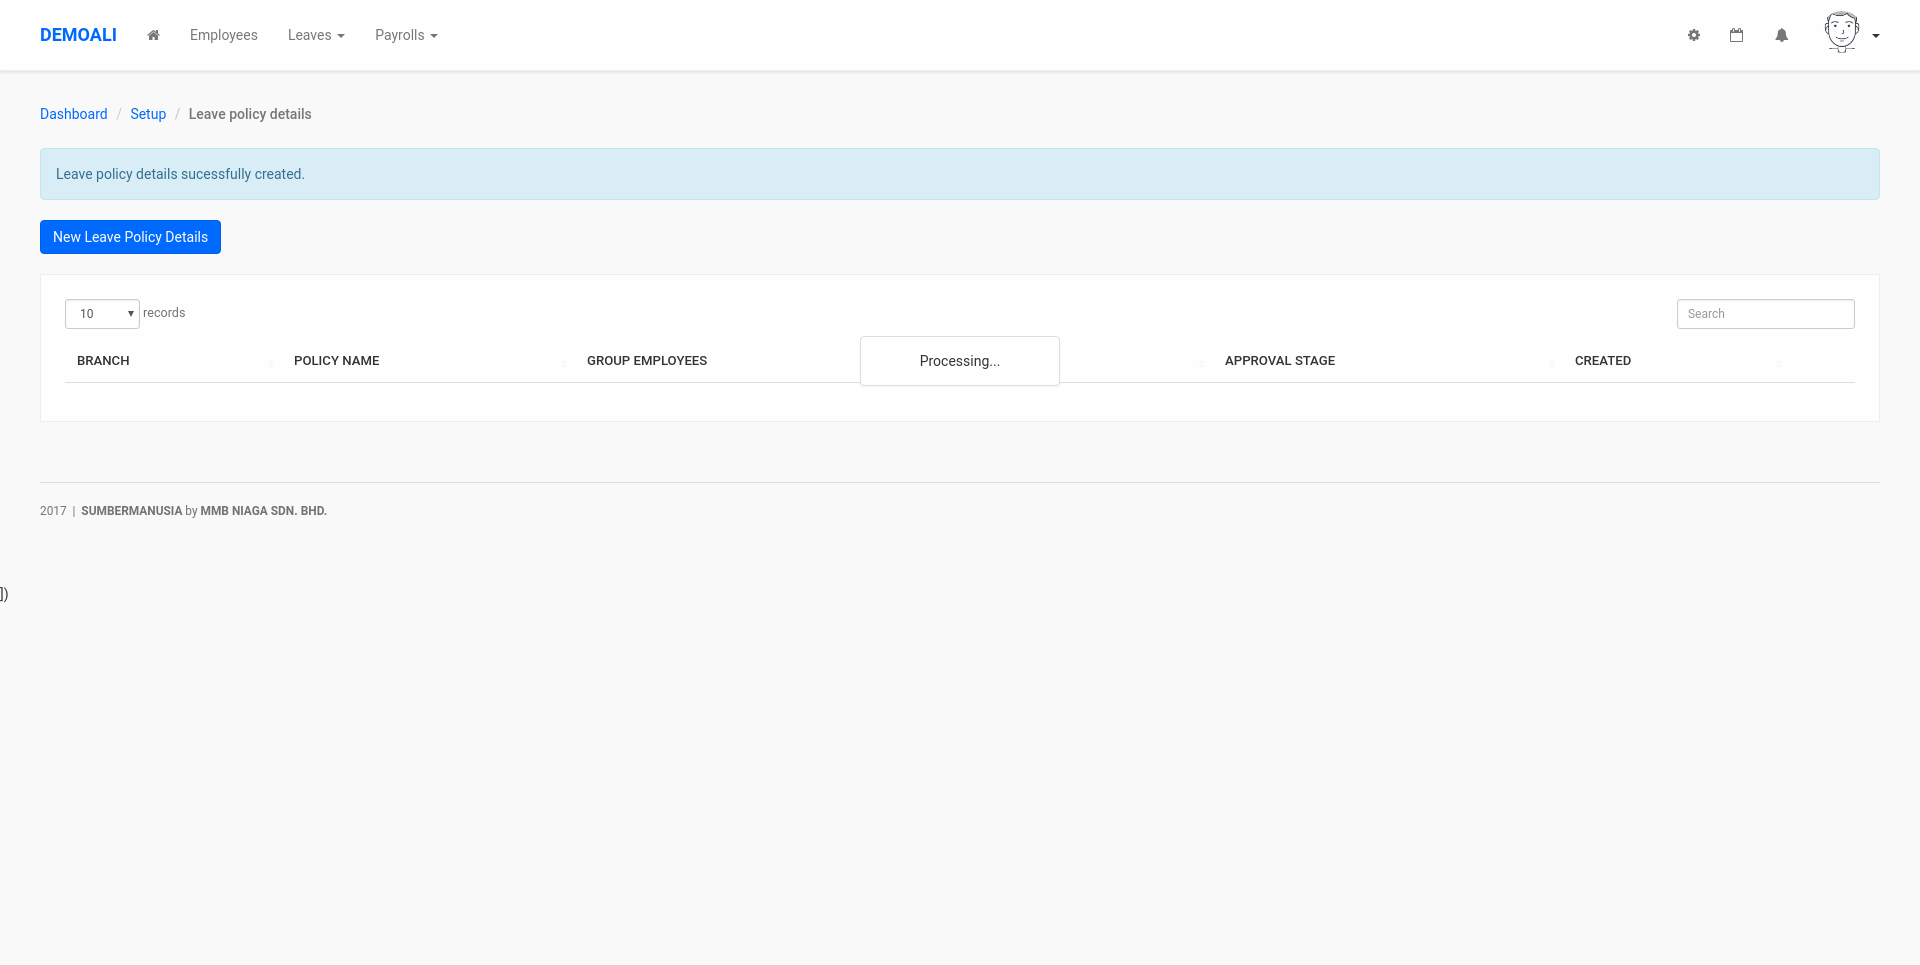 DEMOALI Employees Leaves Payrolls
Dashboard / Setup / Leave policy details
Leave policy details sucessfully created.
New Leave Policy Details
10 records Search
BRANCH POLICY NAME GROUP EMPLOYEES Processing... APPROVAL STAGE CREATED
2017 | SUMBERMANUSIA by MMB NIAGA SDN. BHD.
])